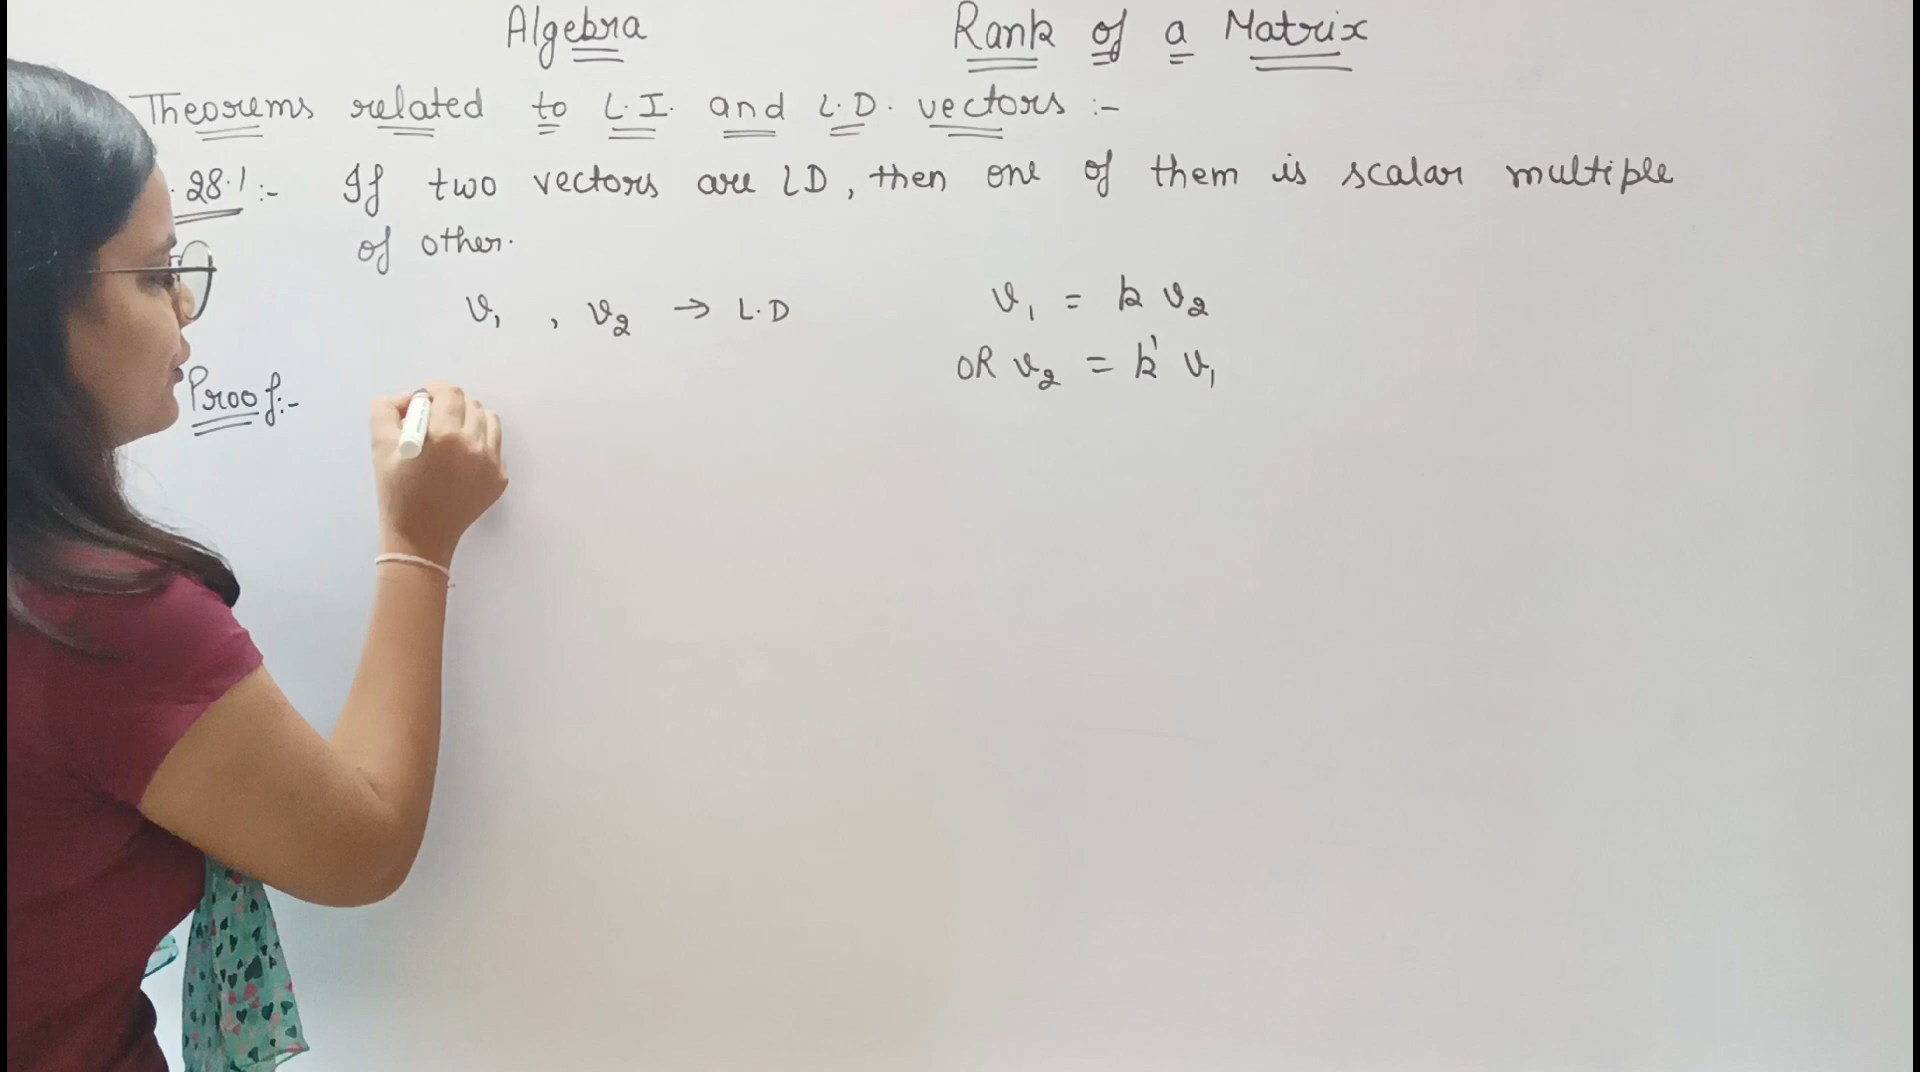 Algebra Rank of a Matrix
Theorems related to L.I. and L.D. vectors :-
28.1 :- If two vectors are LD, then one of them is scalar multiple
of other.
v₁ , v₂ → L.D v₁ = k v₂
OR v₂ = k' v₁
Proof:-